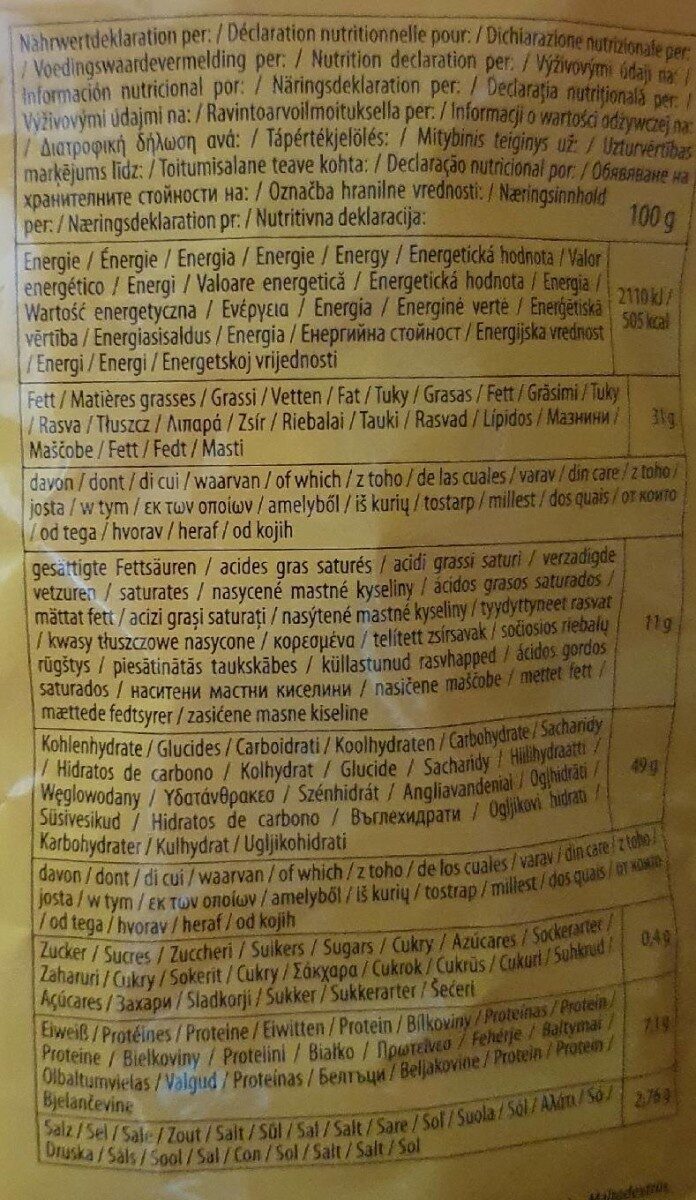 Nährwertdeklaration per: / Déclaration nutritionnelle pour: / Dichiarazione nutrizionale per:
/ Voedingswaardevermelding per: / Nutrition declaration per: / Výživovými údaji na: /
Información nutricional por: / Näringsdeklaration per: / Declarația nutrițională per: /
Výživovými údajmi na: / Ravintoarvoilmoituksella per: / Informacji o wartości odżywczej na:
/ Διατροφική δήλωση ανά: / Tápértékjelölés: / Mitybinis teiginys už: / Uzturvērtības
marķējums līdz: / Toitumisalane teave kohta: / Declaração nutricional por: / Обявяване на
хранителните стойности на: / Označba hranilne vrednosti: / Næringsinnhold
per: / Næringsdeklaration pr: / Nutritivna deklaracija:
100 g
Energie / Énergie / Energia / Energie / Energy / Energetická hodnota / Valor
energético / Energi / Valoare energetică / Energetická hodnota / Energia /
Wartość energetyczna / Ενέργεια / Energia / Energinė vertė / Enerģētiskā
vērtība / Energiasisaldus / Energia / Енергийна стойност / Energijska vrednost
/ Energi / Energi / Energetskoj vrijednosti
2110 kJ /
505 kcal
Fett / Matières grasses / Grassi / Vetten / Fat / Tuky / Grasas / Fett / Grăsimi / Tuky
/ Rasva / Tłuszcz / Λιπαρά / Zsír / Riebalai / Tauki / Rasvad / Lípidos / Мазнини /
Maščobe / Fett / Fedt / Masti
31g
davon / dont / di cui / waarvan / of which / z toho / de las cuales / varav / din care / z toho /
josta / w tym / εκ των οποίων / amelyből / iš kurių / tostarp / millest / dos quais / от които
/ od tega / hvorav / heraf / od kojih
gesättigte Fettsäuren / acides gras saturés / acidi grassi saturi / verzadigde
vetzuren / saturates / nasycené mastné kyseliny / ácidos grasos saturados /
mättat fett / acizi grași saturați / nasýtené mastné kyseliny / tyydyttyneet rasvat
/ kwasy tłuszczowe nasycone / κορεσμένα / telített zsírsavak / sočiosios riebalų
rūgštys / piesātinātās taukskābes / küllastunud rasvhapped / ácidos gordos
saturados / наситени мастни киселини / nasičene maščobe / mettet fett /
mættede fedtsyrer / zasićene masne kiseline
11 g
Kohlenhydrate / Glucides / Carboidrati / Koolhydraten / Carbohydrate / Sacharidy
/ Hidratos de carbono / Kolhydrat / Glucide / Sacharidy / Hiilihydraatti /
Węglowodany / Υδατάνθρακεσ / Szénhidrát / Angliavandeniai / Ogļhidrāti /
Süsivesikud / Hidratos de carbono / Въглехидрати / Ogljikovi hidrati /
Karbohydrater / Kulhydrat / Ugljikohidrati
49 g
davon / dont / di cui / waarvan / of which / z toho / de los cuales / varav / din care / z toho /
josta / w tym / εκ των οποίων / amelyből / iš kurių / tostrap / millest / dos quais / от които
/ od tega / hvorav / heraf / od kojih
Zucker / Sucres / Zuccheri / Suikers / Sugars / Cukry / Azúcares / Sockerarter /
Zaharuri / Cukry / Sokerit / Cukry / Σάκχαρα / Cukrok / Cukrūs / Cukuri / Suhkrud /
Açúcares / Захари / Sladkorji / Sukker / Sukkerarter / Šećeri
0,4 g
Eiweiß / Protéines / Proteine / Eiwitten / Protein / Bílkoviny / Proteinas / Protein /
Proteine / Bielkoviny / Proteiini / Białko / Πρωτεϊνεσ / Fehérje / Baltymai /
Olbaltumvielas / Valgud / Proteínas / Белтъци / Beljakovine / Protein / Protein /
Bjelančevine
7,1 g
Salz / Sel / Sale / Zout / Salt / Sůl / Sal / Salt / Sare / Soľ / Suola / Sól / Αλάτι / Só /
Druska / Sāls / Sool / Sal / Сол / Sol / Salt / Salt / Sol
2,76 g